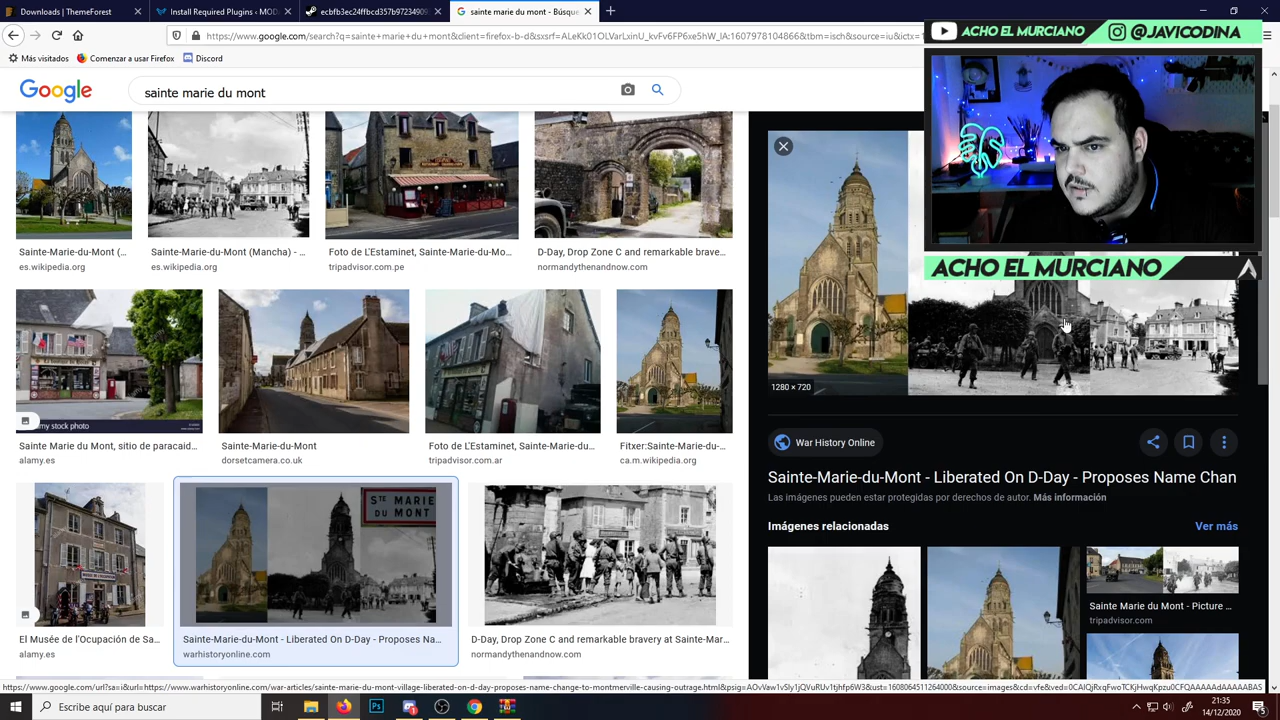 Downloads | ThemeForest
Install Required Plugins ‹ MOD
ecbfb3ec24ffbcd357b97234909
sainte marie du mont - Búsque
https://www.google.com/search?q=sainte+marie+du+mont&client=firefox-b-d&sxsrf=
Más visitados
Comenzar a usar Firefox
Discord
ACHO EL MURCIANO
@JAVICODINA
Google
sainte marie du mont
ACHO EL MURCIANO
Sainte-Marie-du-Mont (...
es.wikipedia.org
Sainte-Marie-du-Mont (Mancha) - ...
es.wikipedia.org
Foto de L'Estaminet, Sainte-Marie-du-Mo...
tripadvisor.com.pe
D-Day, Drop Zone C and remarkable brave...
normandythenandnow.com
1280 × 720
alamy stock photo
Sainte Marie du Mont, sitio de paracaid...
alamy.es
Sainte-Marie-du-Mont
dorsetcamera.co.uk
Foto de L'Estaminet, Sainte-Marie-du-...
tripadvisor.com.ar
Fitxer:Sainte-Marie-du-...
ca.m.wikipedia.org
War History Online
Sainte-Marie-du-Mont - Liberated On D-Day - Proposes Name Chan
Las imágenes pueden estar protegidas por derechos de autor. Más información
Imágenes relacionadas
Ver más
STE MARIE
DU MONT
El Musée de l'Ocupación de Sa...
alamy.es
Sainte-Marie-du-Mont - Liberated On D-Day - Proposes Na...
warhistoryonline.com
D-Day, Drop Zone C and remarkable bravery at Sainte-Mar...
normandythenandnow.com
Sainte Marie du Mont - Picture ...
tripadvisor.com
Escribe aquí para buscar
21:35
14/12/2020
5